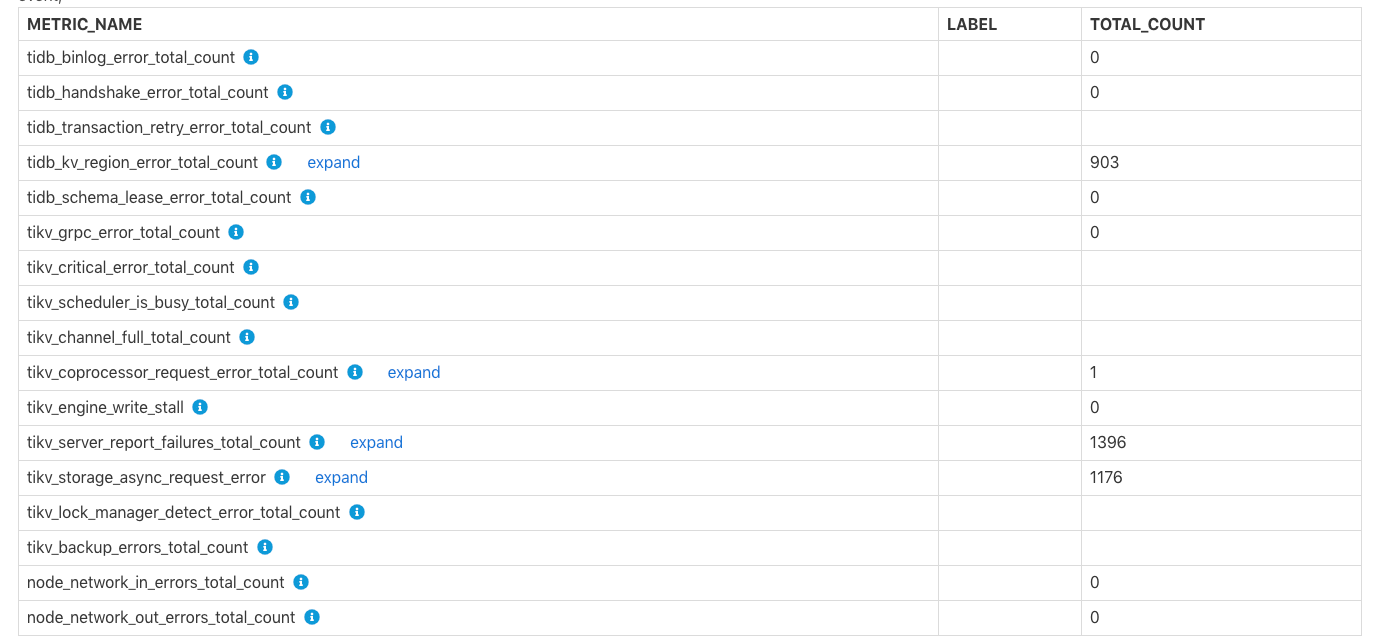 METRIC_NAME LABEL TOTAL_COUNT
tidb_binlog_error_total_count 0
tidb_handshake_error_total_count 0
tidb_transaction_retry_error_total_count
tidb_kv_region_error_total_count expand 903
tidb_schema_lease_error_total_count 0
tikv_grpc_error_total_count 0
tikv_critical_error_total_count
tikv_scheduler_is_busy_total_count
tikv_channel_full_total_count
tikv_coprocessor_request_error_total_count expand 1
tikv_engine_write_stall 0
tikv_server_report_failures_total_count expand 1396
tikv_storage_async_request_error expand 1176
tikv_lock_manager_detect_error_total_count
tikv_backup_errors_total_count
node_network_in_errors_total_count 0
node_network_out_errors_total_count 0